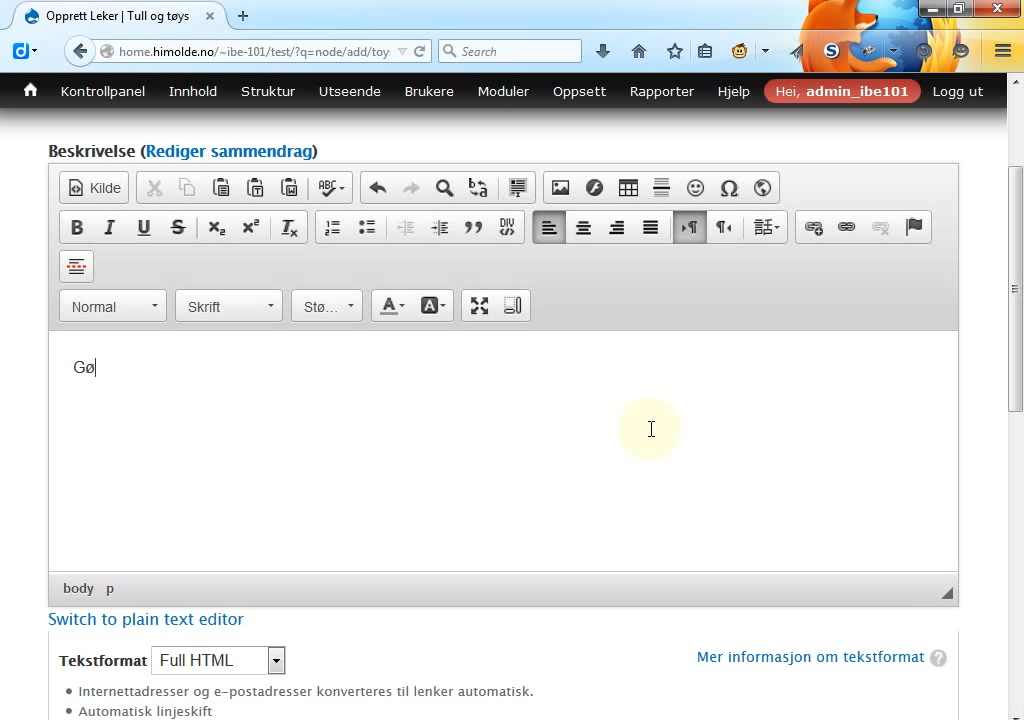 Opprett Leker | Tull og tøys
home.himolde.no/~ibe-101/test/?q=node/add/toy
Search
Kontrollpanel Innhold Struktur Utseende Brukere Moduler Oppsett Rapporter Hjelp Hei, admin_ibe101 Logg ut
Beskrivelse (Rediger sammendrag)
Kilde
Normal Skrift Stø...
Gø
body p
Switch to plain text editor
Tekstformat Full HTML Mer informasjon om tekstformat
Internettadresser og e-postadresser konverteres til lenker automatisk.
Automatisk linjeskift